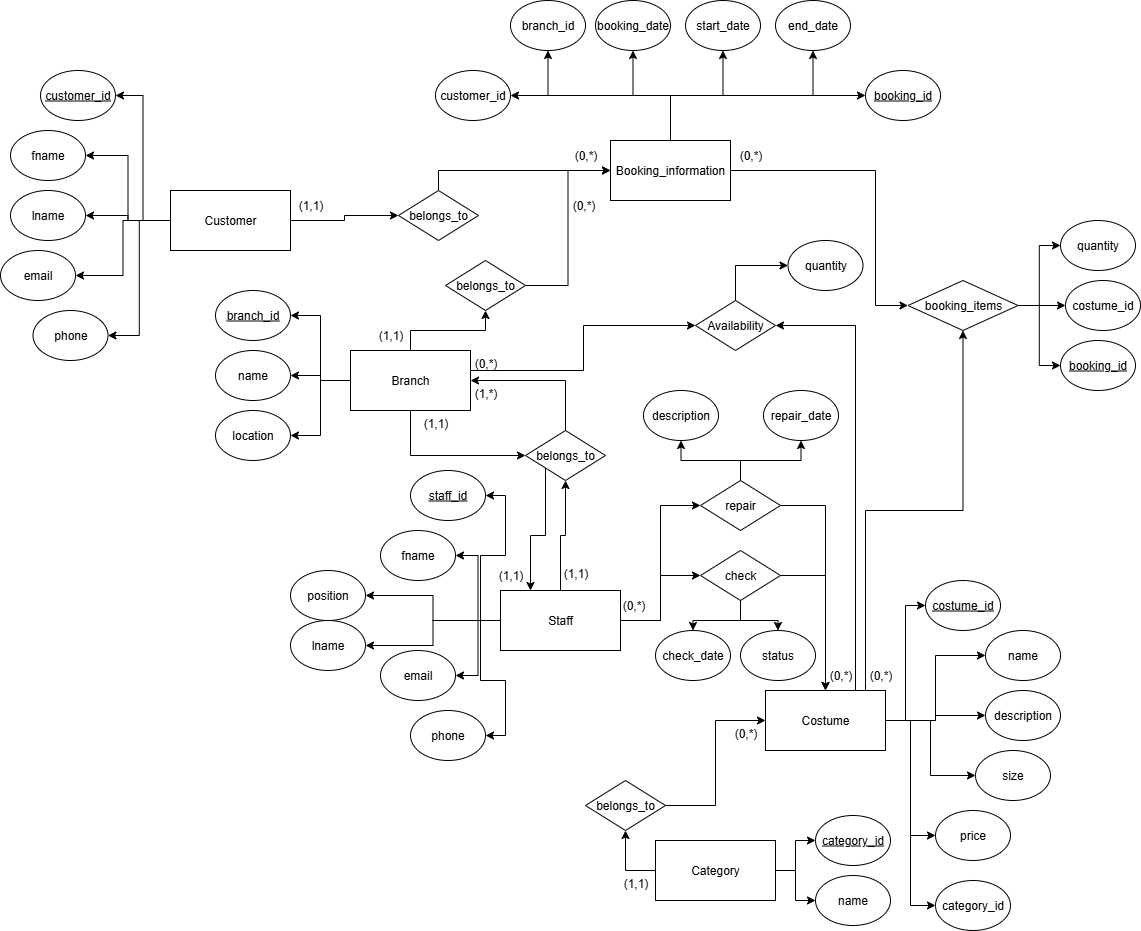 branch_id
booking_date
start_date
end_date
customer_id
customer_id
booking_id
fname
(0,*)
(0,*)
Booking_information
lname
(1,1)
Customer
belongs_to
(0,*)
email
quantity
quantity
belongs_to
branch_id
costume_id
booking_items
phone
(1,1)
Availability
(0,*)
booking_id
name
Branch
(1,*)
description
repair_date
(1,1)
location
belongs_to
staff_id
repair
fname
(1,1)
(1,1)
check
position
(0,*)
costume_id
Staff
lname
check_date
status
name
email
(0,*)
(0,*)
description
Costume
phone
(0,*)
size
belongs_to
price
category_id
Category
(1,1)
name
category_id